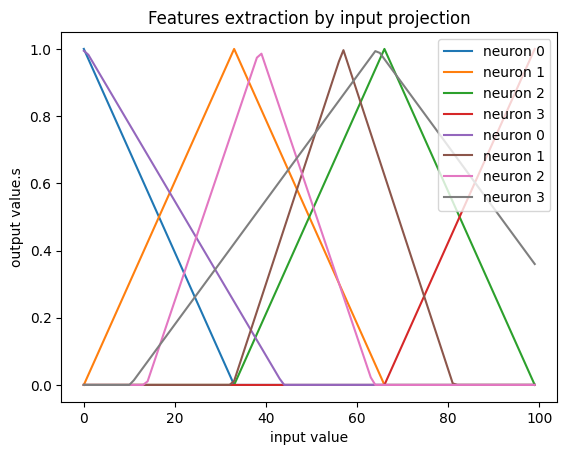 Features extraction by input projection
output value.s
1.0
0.8
0.6
0.4
0.2
0.0
neuron 0
neuron 1
neuron 2
neuron 3
neuron 0
neuron 1
neuron 2
neuron 3
0
20
40
60
80
100
input value